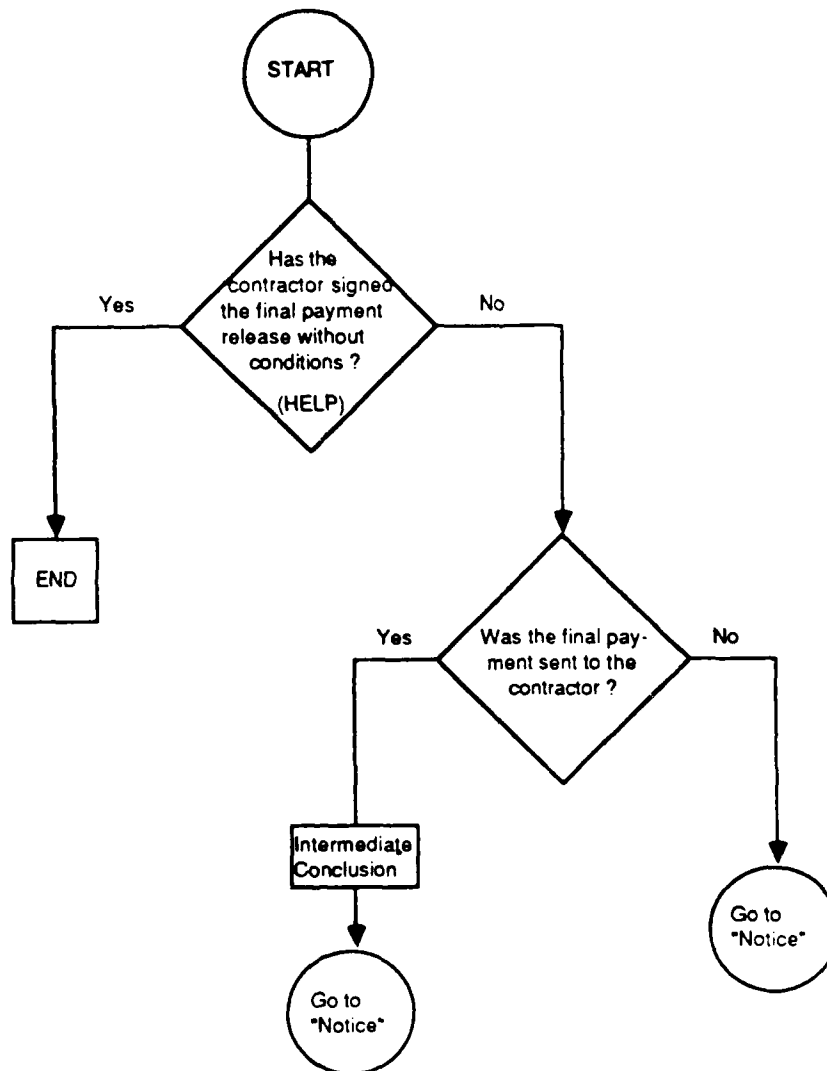 START
Has the
contractor signed
the final payment
release without
conditions ?
(HELP)
Yes
No
END
Was the final pay-
ment sent to the
contractor ?
Yes
No
Intermediate
Conclusion
Go to
"Notice"
Go to
"Notice"